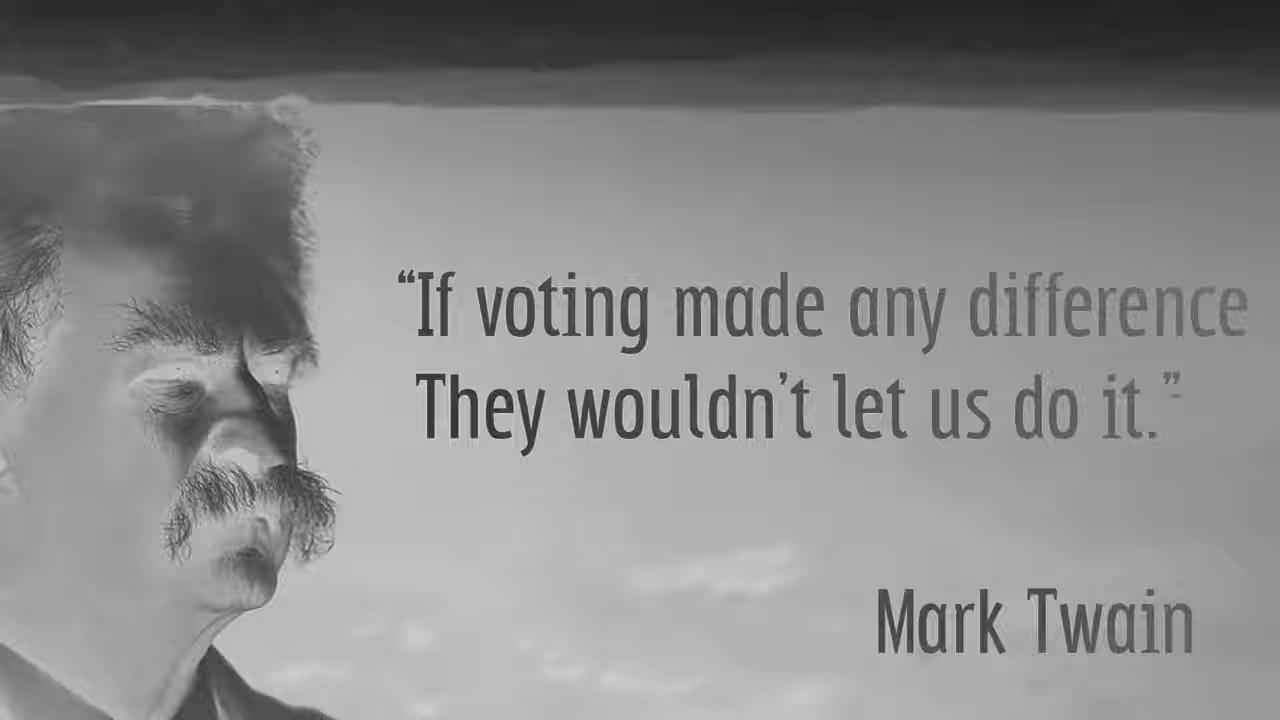 “If voting made any difference
They wouldn’t let us do it.”
Mark Twain